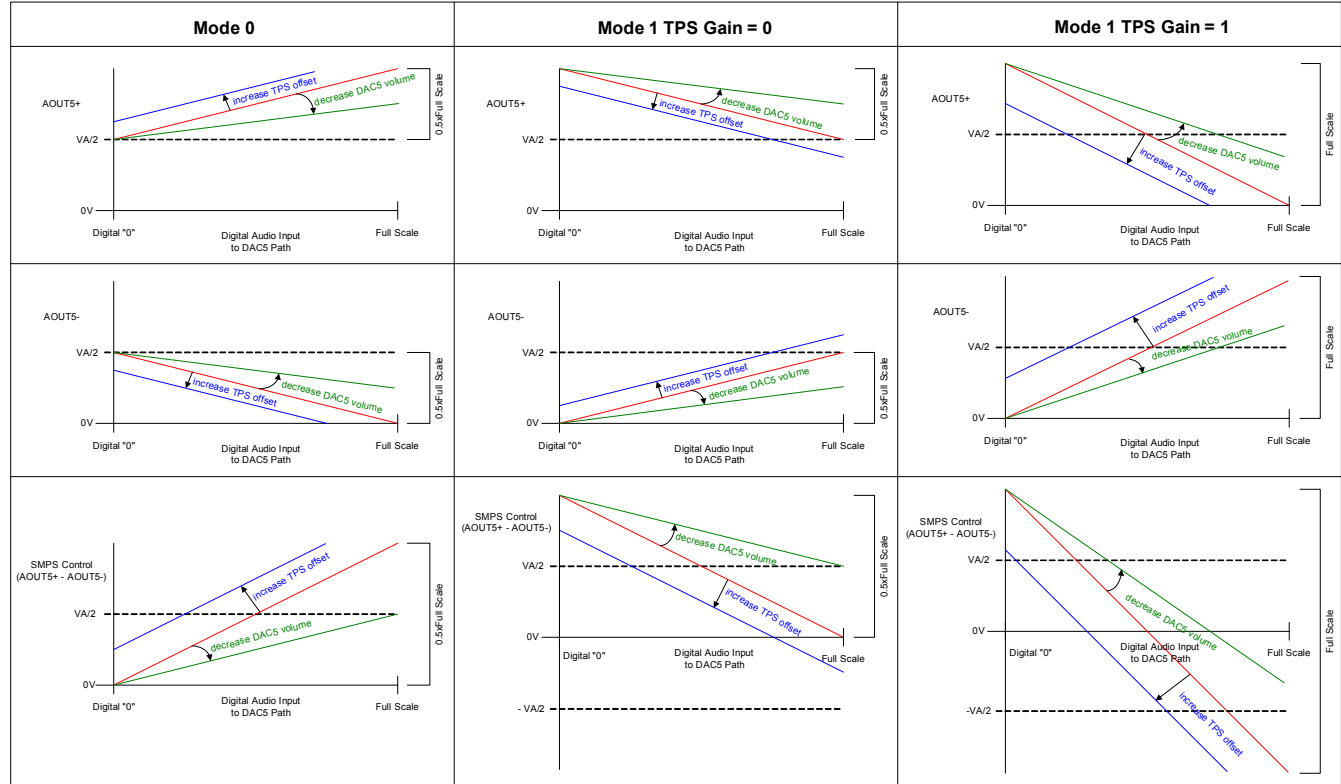 Mode 0
Mode 1 TPS Gain = 0
Mode 1 TPS Gain = 1
AOUT5+
increase TPS offset
decrease DAC5 volume
0.5xFull Scale
VA/2
0V
Digital "0"
Digital Audio Input
to DAC5 Path
Full Scale
AOUT5+
decrease DAC5 volume
increase TPS offset
0.5xFull Scale
VA/2
0V
Digital "0"
Digital Audio Input
to DAC5 Path
Full Scale
AOUT5+
VA/2
decrease DAC5 volume
increase TPS offset
Full Scale
0V
Digital "0"
Digital Audio Input
to DAC5 Path
Full Scale
AOUT5-
VA/2
increase TPS offset
decrease DAC5 volume
0.5xFull Scale
0V
Digital "0"
Digital Audio Input
to DAC5 Path
Full Scale
AOUT5-
VA/2
increase TPS offset
decrease DAC5 volume
0.5xFull Scale
0V
Digital "0"
Digital Audio Input
to DAC5 Path
Full Scale
AOUT5-
increase TPS offset
VA/2
decrease DAC5 volume
Full Scale
0V
Digital "0"
Digital Audio Input
to DAC5 Path
Full Scale
SMPS Control
(AOUT5+ - AOUT5-)
increase TPS offset
VA/2
decrease DAC5 volume
0.5xFull Scale
0V
Digital "0"
Digital Audio Input
to DAC5 Path
Full Scale
SMPS Control
(AOUT5+ - AOUT5-)
decrease DAC5 volume
VA/2
increase TPS offset
0.5xFull Scale
0V
Digital "0"
Digital Audio Input
to DAC5 Path
Full Scale
- VA/2
SMPS Control
(AOUT5+ - AOUT5-)
VA/2
decrease DAC5 volume
0V
Digital "0"
Digital Audio Input
to DAC5 Path
Full Scale
increase TPS offset
-VA/2
Full Scale